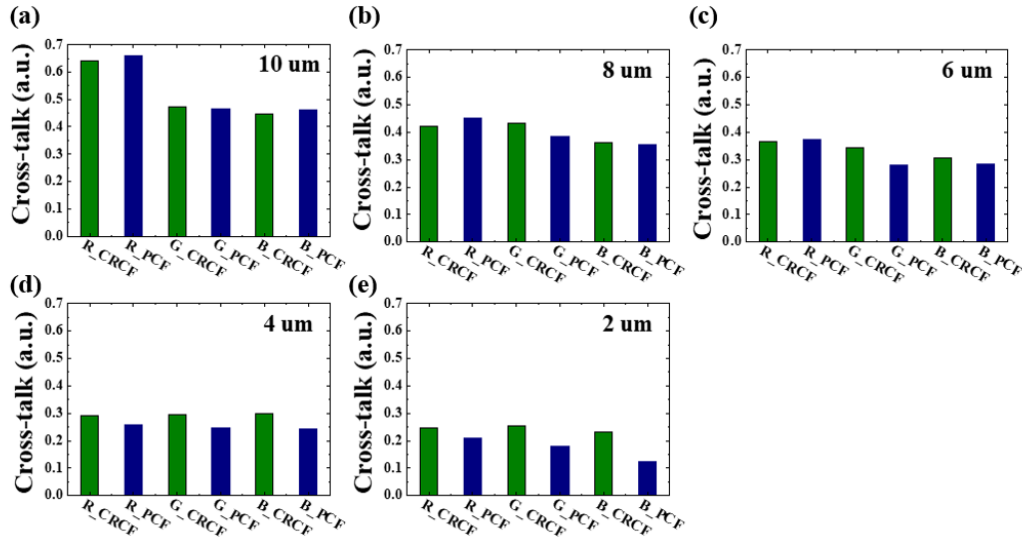 (a)
Cross-talk (a.u.)
0.7
0.6
0.5
0.4
0.3
0.2
0.1
0.0
10 um
R_CRCF
R_PCF
G_CRCF
G_PCF
B_CRCF
B_PCF
(b)
Cross-talk (a.u.)
0.7
0.6
0.5
0.4
0.3
0.2
0.1
0.0
8 um
R_CRCF
R_PCF
G_CRCF
G_PCF
B_CRCF
B_PCF
(c)
Cross-talk (a.u.)
0.7
0.6
0.5
0.4
0.3
0.2
0.1
0.0
6 um
R_CRCF
R_PCF
G_CRCF
G_PCF
B_CRCF
B_PCF
(d)
Cross-talk (a.u.)
0.7
0.6
0.5
0.4
0.3
0.2
0.1
0.0
4 um
R_CRCF
R_PCF
G_CRCF
G_PCF
B_CRCF
B_PCF
(e)
Cross-talk (a.u.)
0.7
0.6
0.5
0.4
0.3
0.2
0.1
0.0
2 um
R_CRCF
R_PCF
G_CRCF
G_PCF
B_CRCF
B_PCF